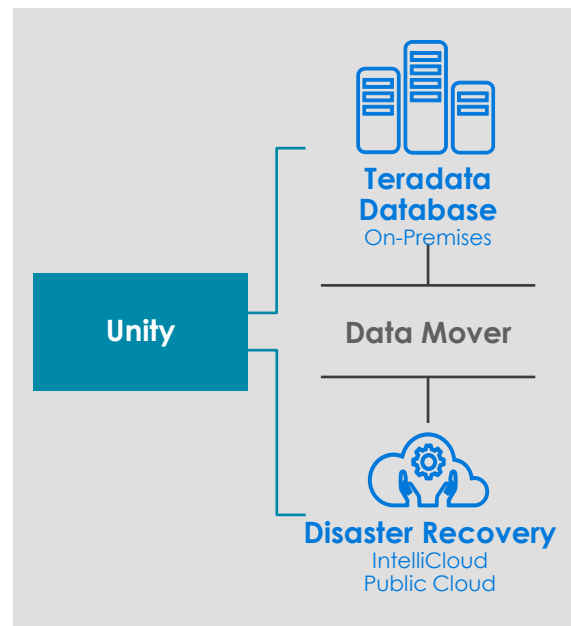 Teradata
Database
On-Premises
Unity
Data Mover
Disaster Recovery
IntelliCloud
Public Cloud